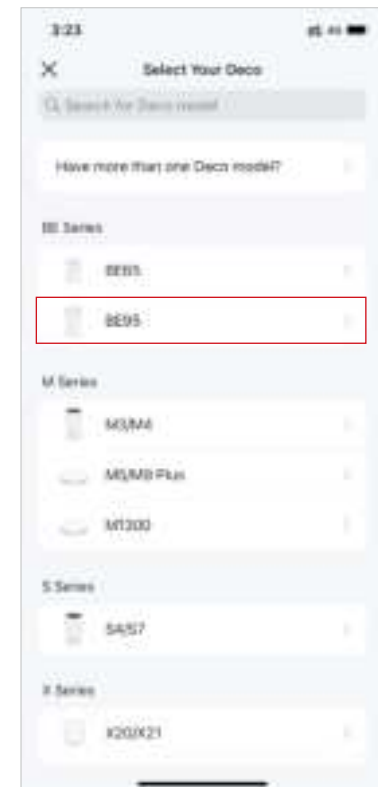 3:23
Select Your Deco
Search for Deco model
Have more than one Deco model?
BE Series
BE95
M Series
M3/M4
M5/M9 Plus
M1300
S Series
S4/S7
X Series
X20/X21